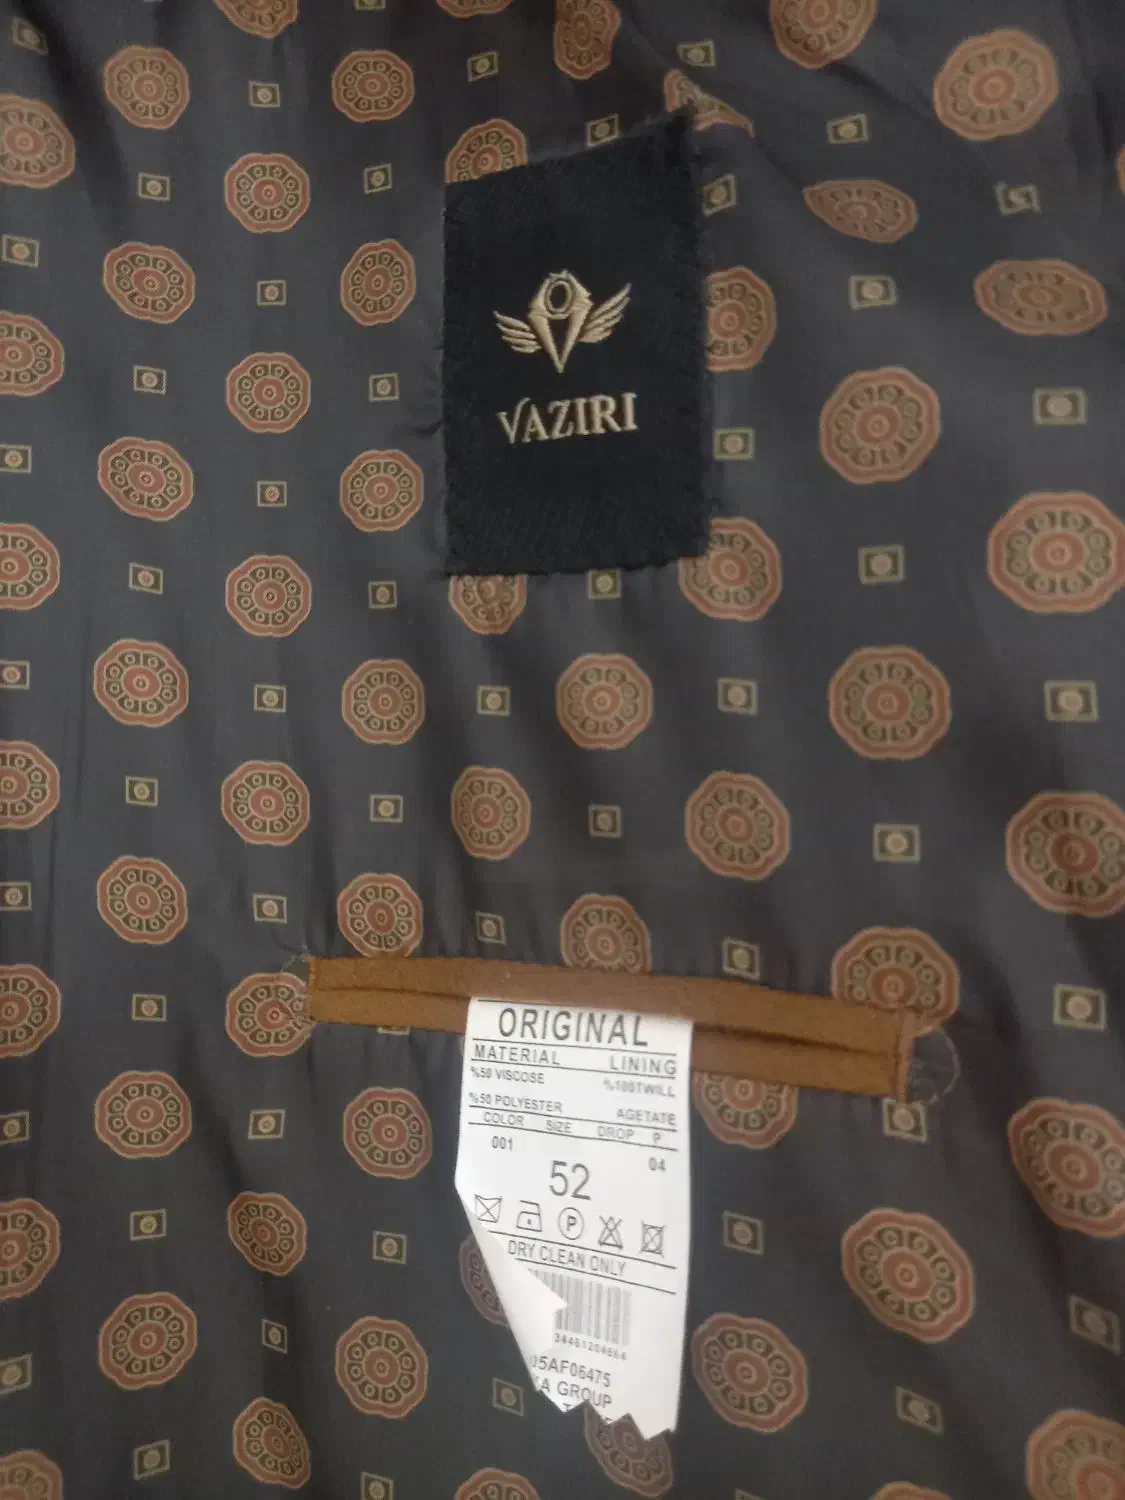 VAZIRI
ORIGINAL
MATERIAL LINING
%50 VISCOSE %100TWILL
%50 POLYESTER AGETATE
COLOR SIZE DROP P
001 52 04
P
DRY CLEAN ONLY
34481204664
05AF06475
KA GROUP